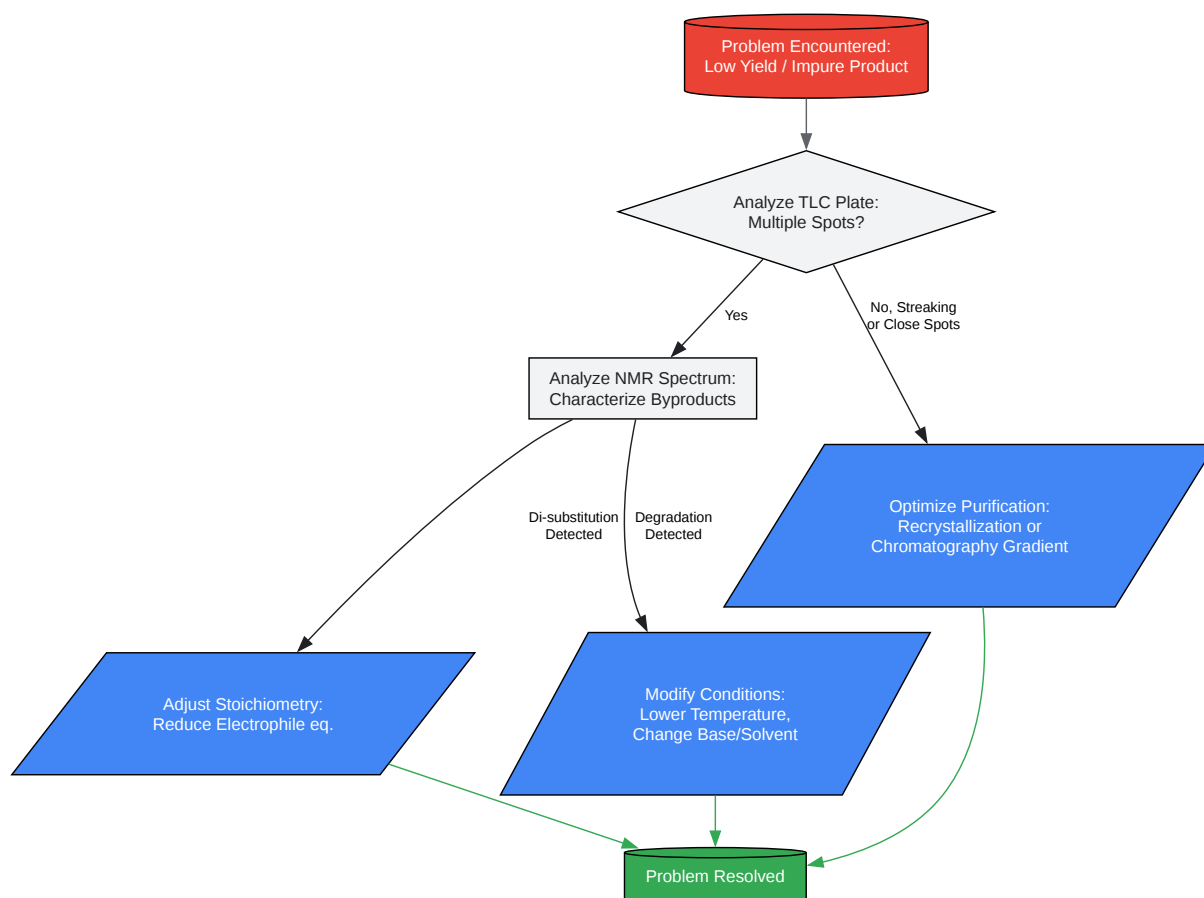 Problem Encountered:
Low Yield / Impure Product
Analyze TLC Plate:
Multiple Spots?
Yes
No, Streaking
or Close Spots
Analyze NMR Spectrum:
Characterize Byproducts
Di-substitution
Detected
Degradation
Detected
Optimize Purification:
Recrystallization or
Chromatography Gradient
Adjust Stoichiometry:
Reduce Electrophile eq.
Modify Conditions:
Lower Temperature,
Change Base/Solvent
Problem Resolved